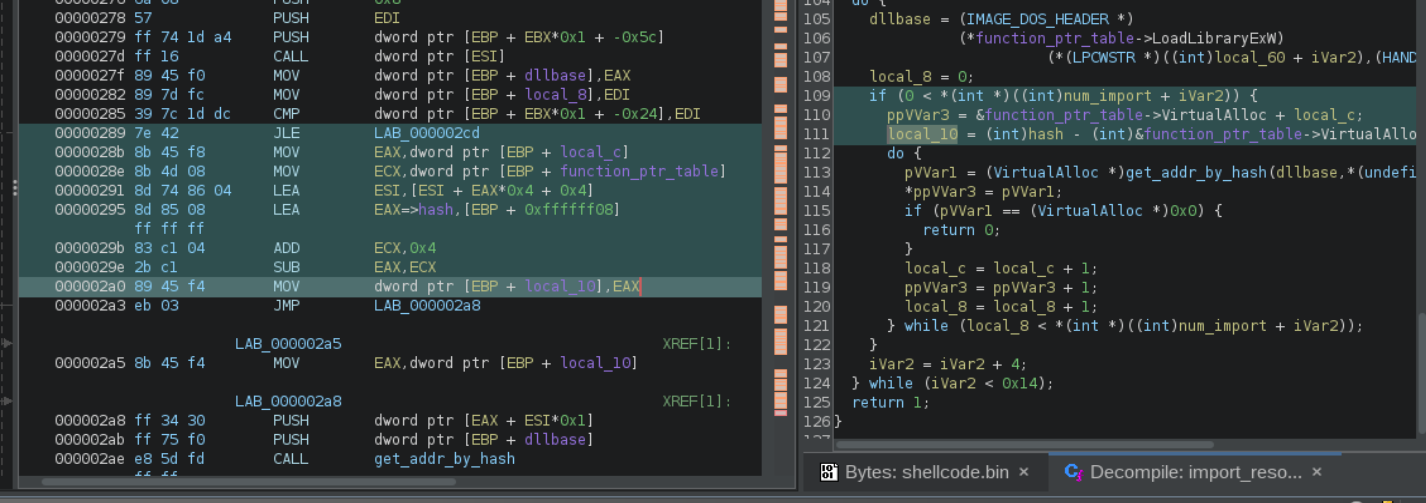 00000278 57 PUSH EDI
00000279 ff 74 1d a4 PUSH dword ptr [EBP + EBX*0x1 + -0x5c]
0000027d ff 16 CALL dword ptr [ESI]
0000027f 89 45 f0 MOV dword ptr [EBP + dllbase],EAX
00000282 89 7d fc MOV dword ptr [EBP + local_8],EDI
00000285 39 7c 1d dc CMP dword ptr [EBP + EBX*0x1 + -0x24],EDI
00000289 7e 42 JLE LAB_000002cd
0000028b 8b 45 f8 MOV EAX,dword ptr [EBP + local_c]
0000028e 8b 4d 08 MOV ECX,dword ptr [EBP + function_ptr_table]
00000291 8d 74 86 04 LEA ESI,[ESI + EAX*0x4 + 0x4]
00000295 8d 85 08 LEA EAX=>hash,[EBP + 0xffffff08]
ff ff ff
0000029b 83 c1 04 ADD ECX,0x4
0000029e 2b c1 SUB EAX,ECX
000002a0 89 45 f4 MOV dword ptr [EBP + local_10],EAX
000002a3 eb 03 JMP LAB_000002a8
LAB_000002a5 XREF[1]:
000002a5 8b 45 f4 MOV EAX,dword ptr [EBP + local_10]
LAB_000002a8 XREF[1]:
000002a8 ff 34 30 PUSH dword ptr [EAX + ESI*0x1]
000002ab ff 75 f0 PUSH dword ptr [EBP + dllbase]
000002ae e8 5d fd CALL get_addr_by_hash
104 do {
105 dllbase = (IMAGE_DOS_HEADER *)
106 (*function_ptr_table->LoadLibraryExW)
107 (*(LPCWSTR *)((int)local_60 + iVar2),(HAND
108 local_8 = 0;
109 if (0 < *(int *)((int)num_import + iVar2)) {
110 ppVVar3 = &function_ptr_table->VirtualAlloc + local_c;
111 local_10 = (int)hash - (int)&function_ptr_table->VirtualAllo
112 do {
113 pVVar1 = (VirtualAlloc *)get_addr_by_hash(dllbase,*(undefi
114 *ppVVar3 = pVVar1;
115 if (pVVar1 == (VirtualAlloc *)0x0) {
116 return 0;
117 }
118 local_c = local_c + 1;
119 ppVVar3 = ppVVar3 + 1;
120 local_8 = local_8 + 1;
121 } while (local_8 < *(int *)((int)num_import + iVar2));
122 }
123 iVar2 = iVar2 + 4;
124 } while (iVar2 < 0x14);
125 return 1;
126 }
Bytes: shellcode.bin ×
Decompile: import_reso... ×